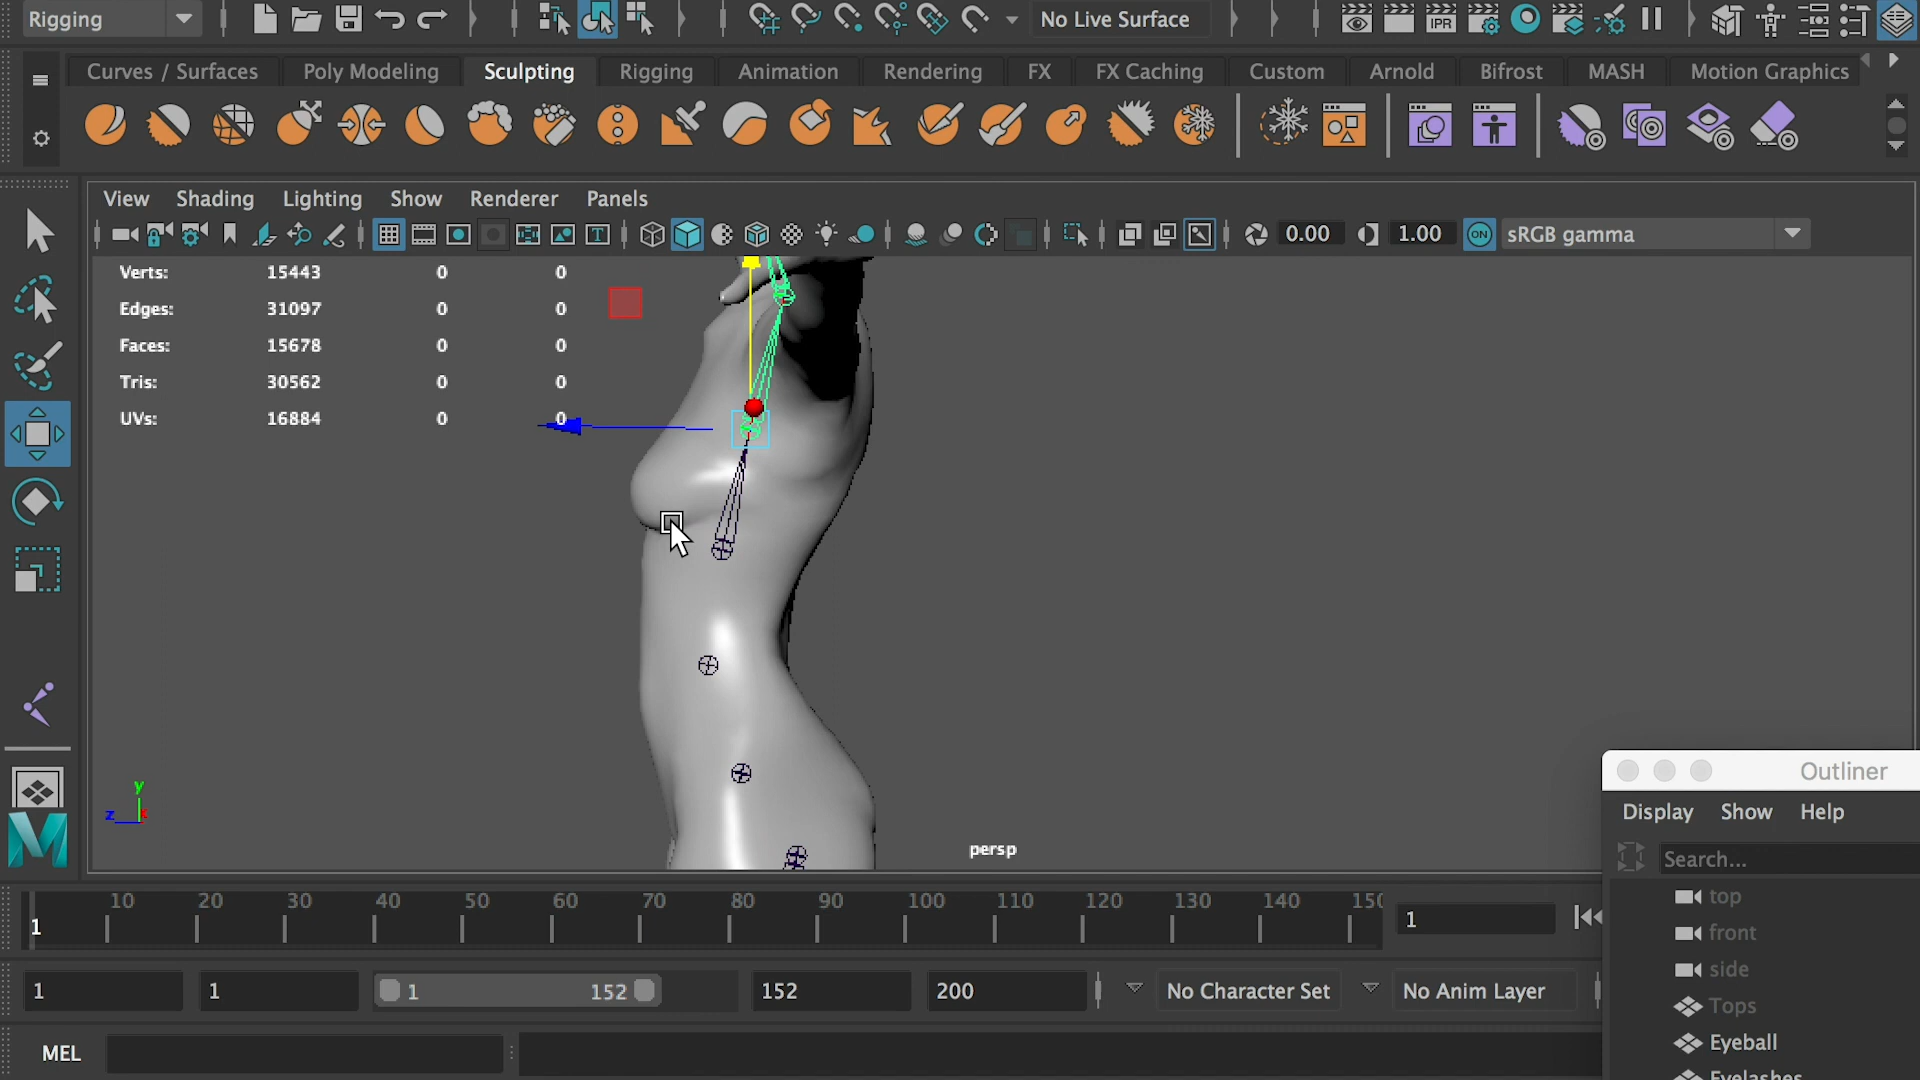 Rigging
No Live Surface
IPR
Curves / Surfaces Poly Modeling Sculpting Rigging Animation Rendering FX FX Caching Custom Arnold Bifrost MASH Motion Graphics
View Shading Lighting Show Renderer Panels
0.00 1.00 ON sRGB gamma
Verts: 15443 0 0
Edges: 31097 0 0
Faces: 15678 0 0
Tris: 30562 0 0
UVs: 16884 0 0
y
z x
persp
Outliner
Display Show Help
Search...
top
front
side
Tops
Eyeball
Eyelashes
10 20 30 40 50 60 70 80 90 100 110 120 130 140 150
1 1
1 1 1 152 152 200 No Character Set No Anim Layer
MEL